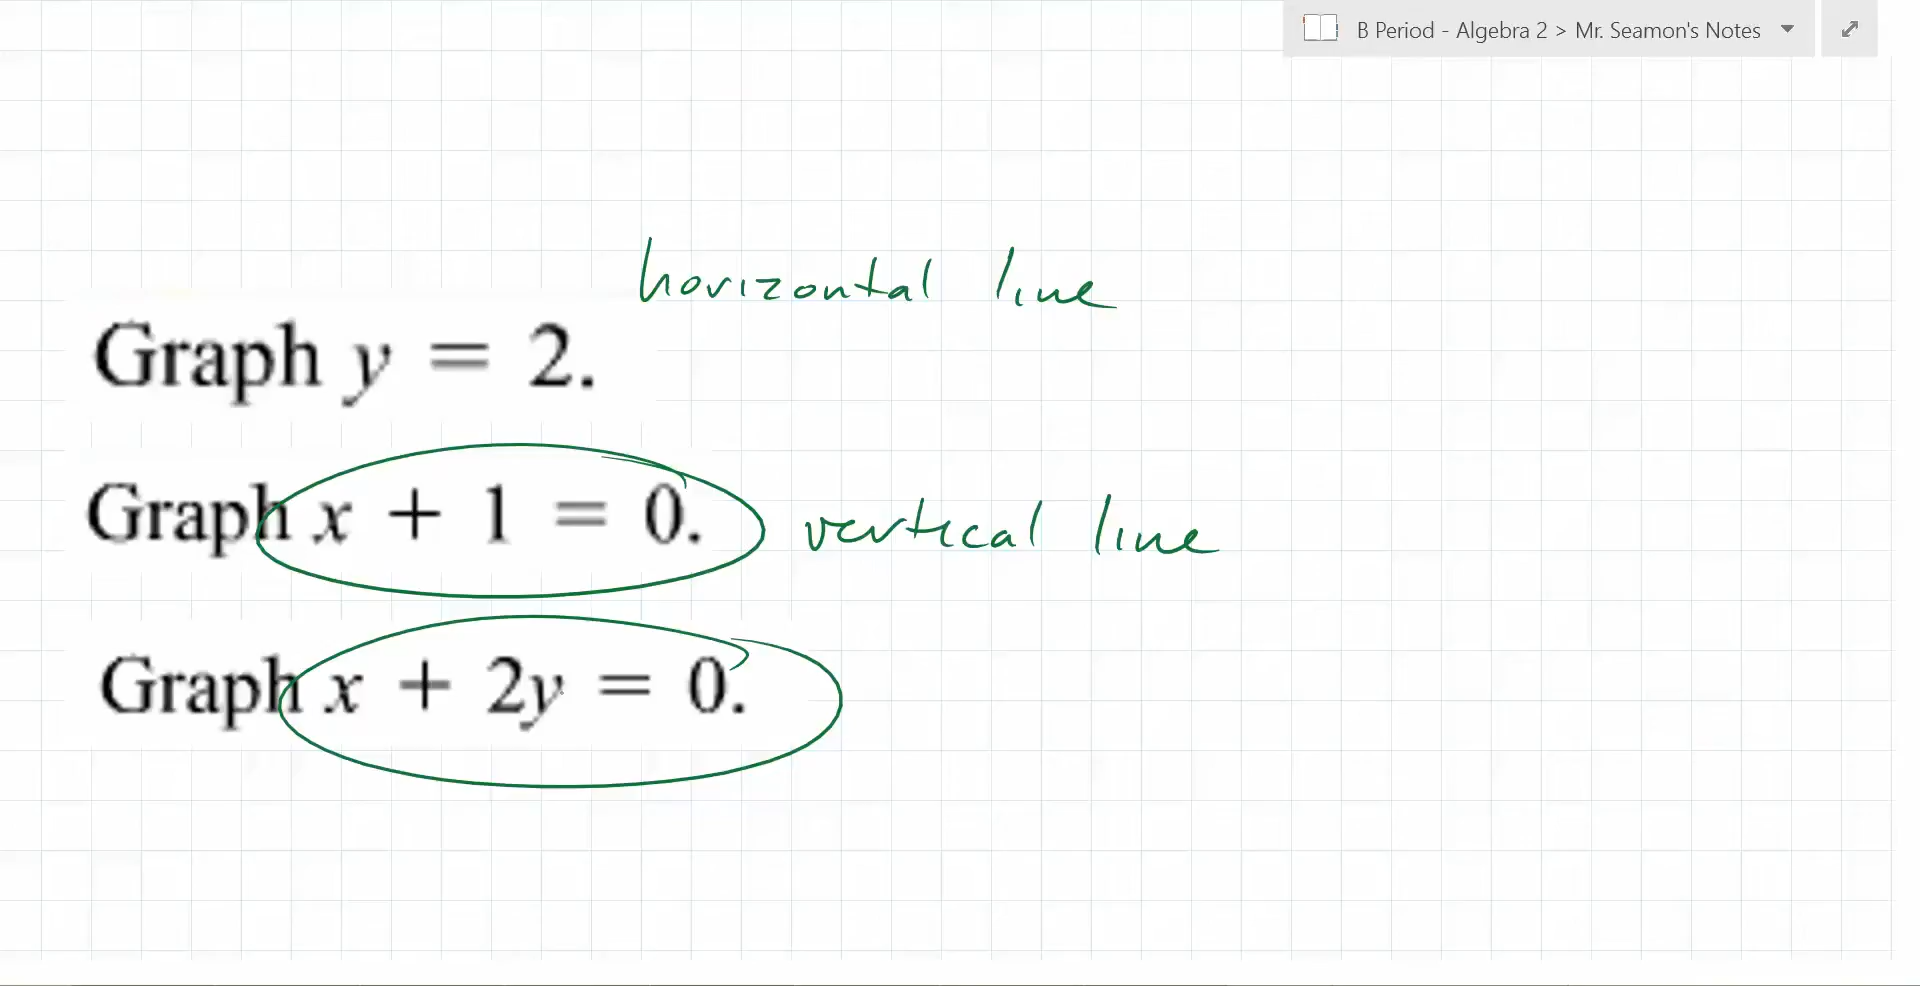 B Period - Algebra 2 > Mr. Seamon's Notes
horizontal line
Graph y = 2.
Graph x + 1 = 0. vertical line
Graph x + 2y = 0.